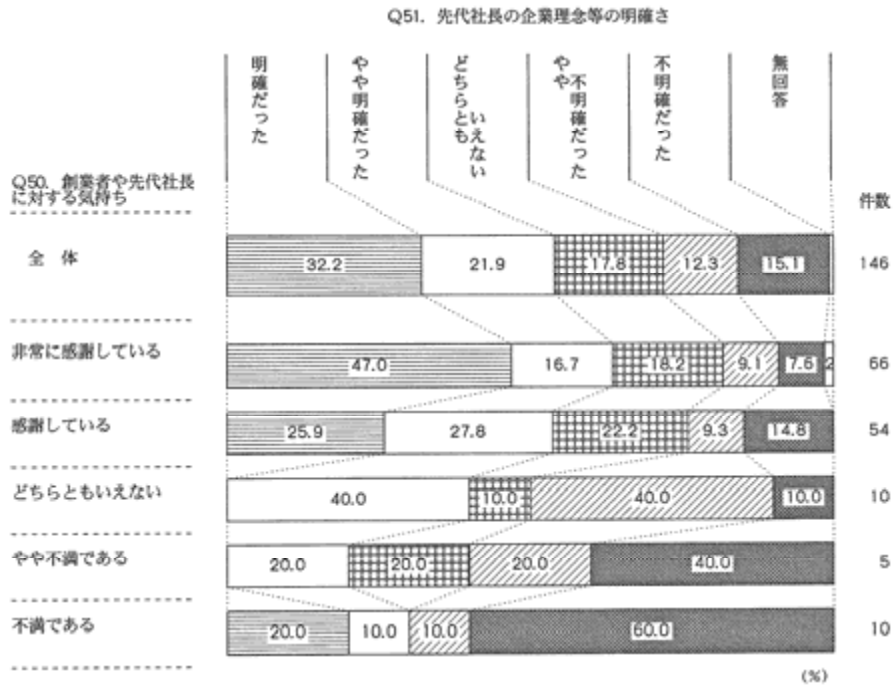 Q51. 先代社長の企業理念等の明確さ
明確だった
やや明確だった
どちらとも
いえない
やや
不明確だった
不明確だった
無回答
Q50. 創業者や先代社長
に対する気持ち
件数
全 体
32.2 21.9 17.8 12.3 15.1 146
非常に感謝している
47.0 16.7 18.2 9.1 7.6 2 66
感謝している
25.9 27.8 22.2 9.3 14.8 54
どちらともいえない
40.0 10.0 40.0 10.0 10
やや不満である
20.0 20.0 20.0 40.0 5
不満である
20.0 10.0 10.0 60.0 10
(%)